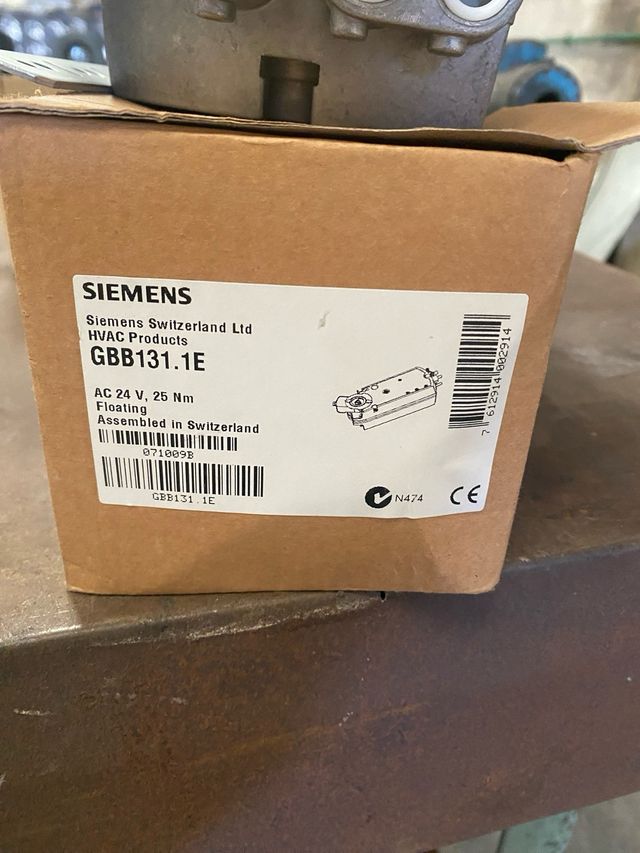 SIEMENS
Siemens Switzerland Ltd
HVAC Products
GBB131.1E
AC 24 V, 25 Nm
Floating
Assembled in Switzerland
071009B
GBB131.1E
7 612914 002914
N474
CE